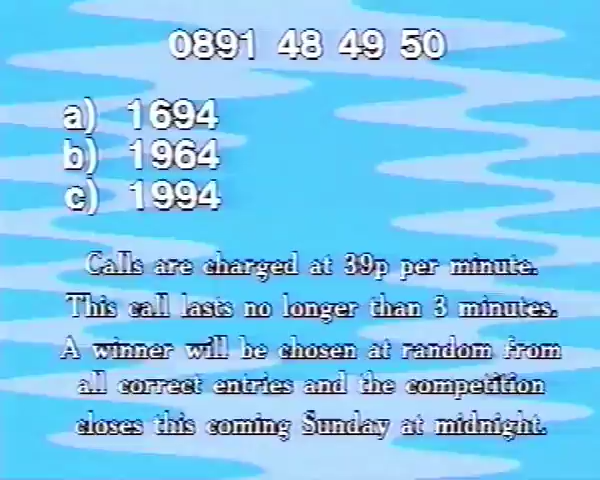 0891 48 49 50
a) 1694
b) 1964
c) 1994
Calls are charged at 39p per minute.
This call lasts no longer than 3 minutes.
A winner will be chosen at random from
all correct entries and the competition
closes this coming Sunday at midnight.